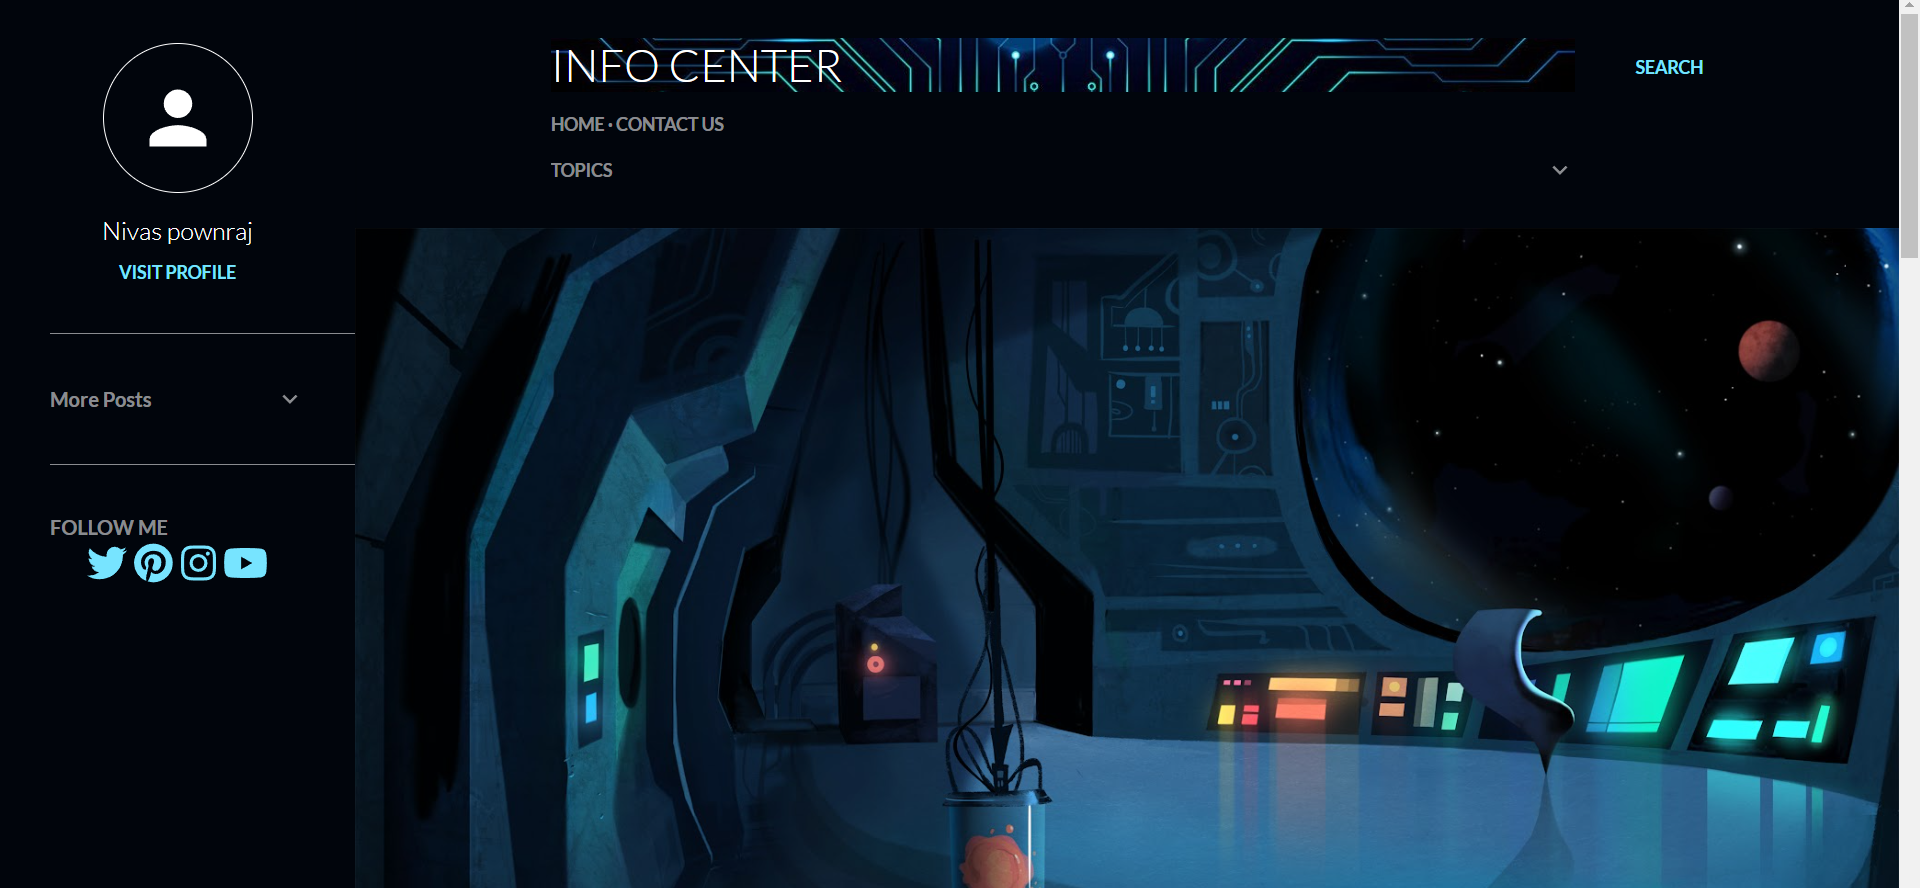 INFO CENTER
SEARCH
HOME · CONTACT US
TOPICS
Nivas pownraj
VISIT PROFILE
More Posts
FOLLOW ME